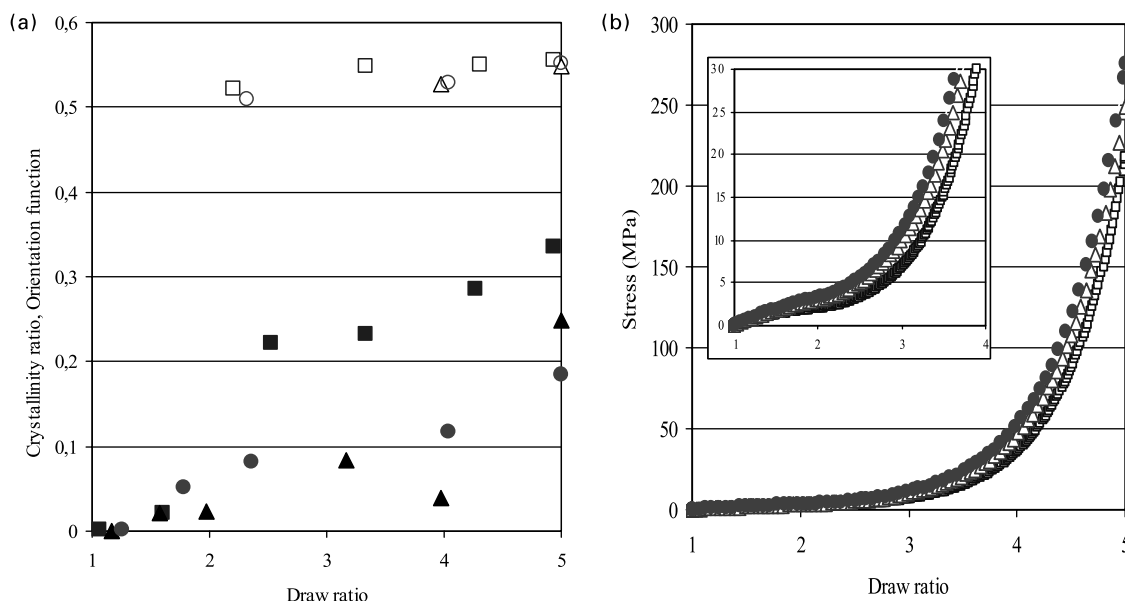 (a)
Crystallinity ratio, Orientation function
0,6
0,5
0,4
0,3
0,2
0,1
0
1 2 3 4 5
Draw ratio
(b)
Stress (MPa)
300
250
200
150
100
50
0
30
25
20
15
10
5
0
1 2 3 4
1 2 3 4 5
Draw ratio